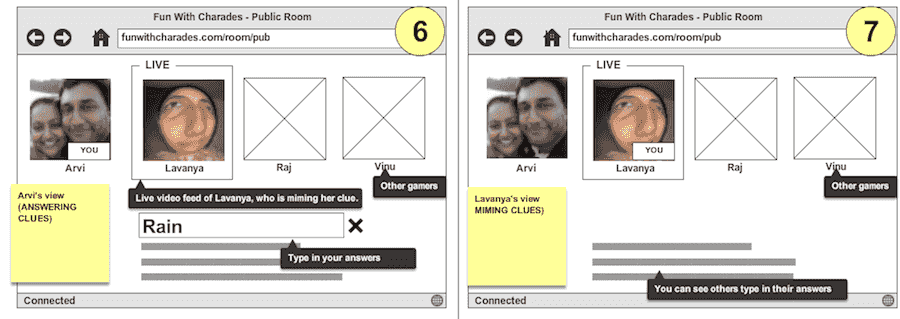 Fun With Charades - Public Room
6
funwithcharades.com/room/pub
LIVE
YOU
Arvi
Lavanya
Raj
Vinu
Other gamers
Live video feed of Lavanya, who is miming her clue.
Arvi's view
(ANSWERING
CLUES)
Rain
Type in your answers
Connected
Fun With Charades - Public Room
7
funwithcharades.com/room/pub
LIVE
YOU
Arvi
Lavanya
Raj
Vinu
Other gamers
Lavanya's view
MIMING CLUES)
You can see others type in their answers
Connected